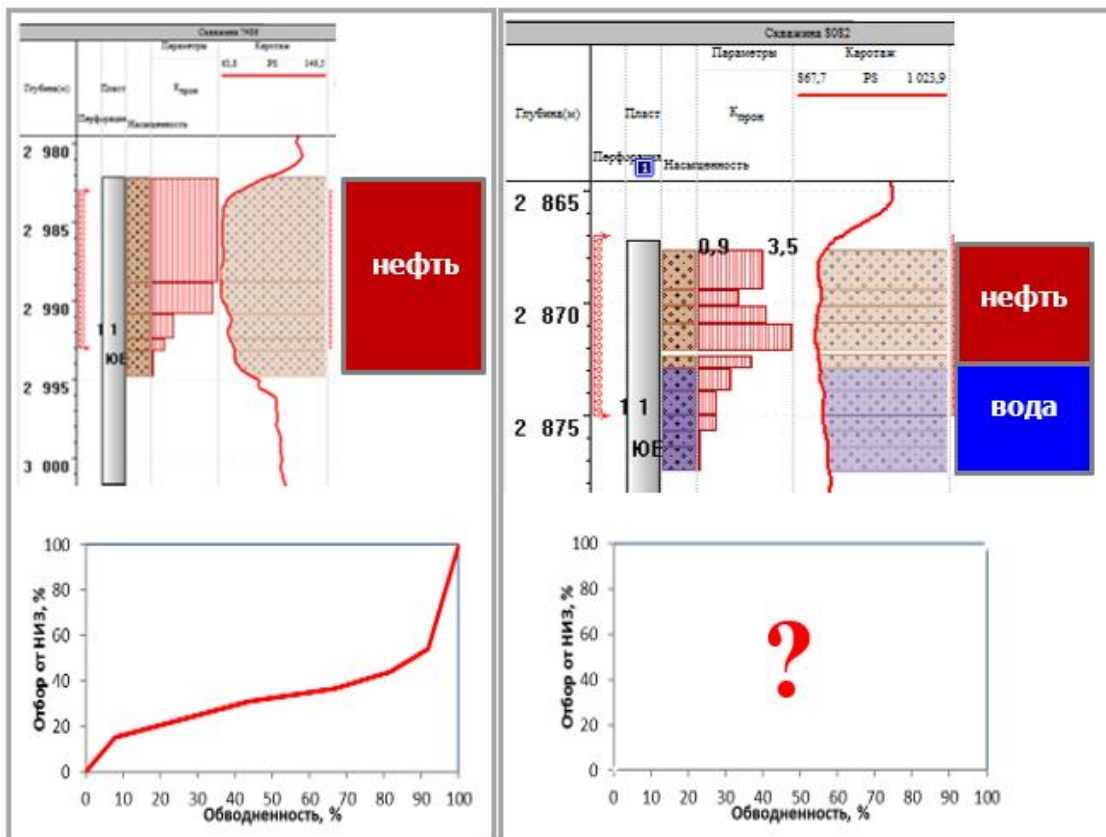 Скважина 7486
Параметры
Каротаж
PS
Глубина(м)
Пласт
Кпрон
Перфорация
Насыщенность
2 980
2 985
2 990
1 1
ЮЕ
2 995
3 000
нефть
Отбор от НИЗ, %
100
80
60
40
20
0
0 10 20 30 40 50 60 70 80 90 100
Обводненность, %
Скважина 8082
Параметры
Каротаж
867,7 PS 1 023,9
Глубина(м)
Пласт
Кпрон
Перфорация
1
Насыщенность
2 865
0,9 3,5
2 870
1 1
2 875
ЮЕ
нефть
вода
Отбор от НИЗ, %
100
80
60
40
20
0
?
0 10 20 30 40 50 60 70 80 90 100
Обводненность, %